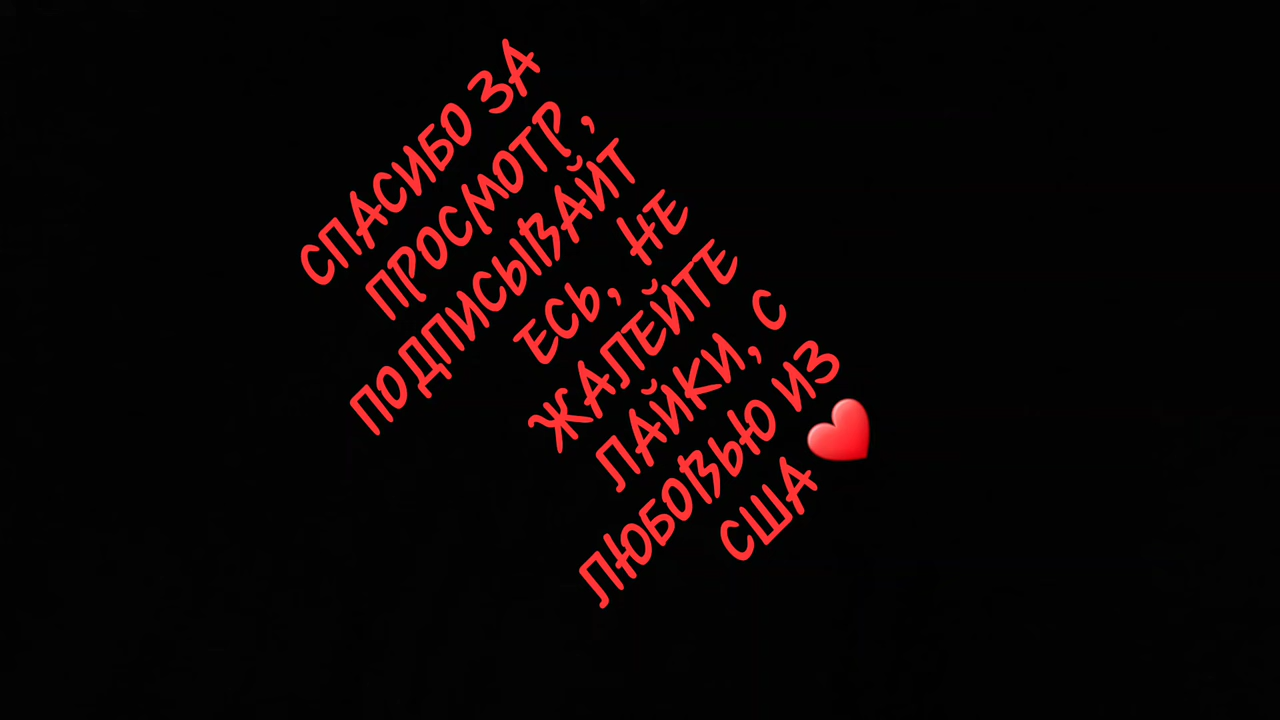 СПАСИБО ЗА
ПРОСМОТР,
ПОДПИСЫВАЙТ
ЕСЬ, НЕ
ЖАЛЕЙТЕ
ЛАЙКИ, С
ЛЮБОВЬЮ ИЗ
США❤